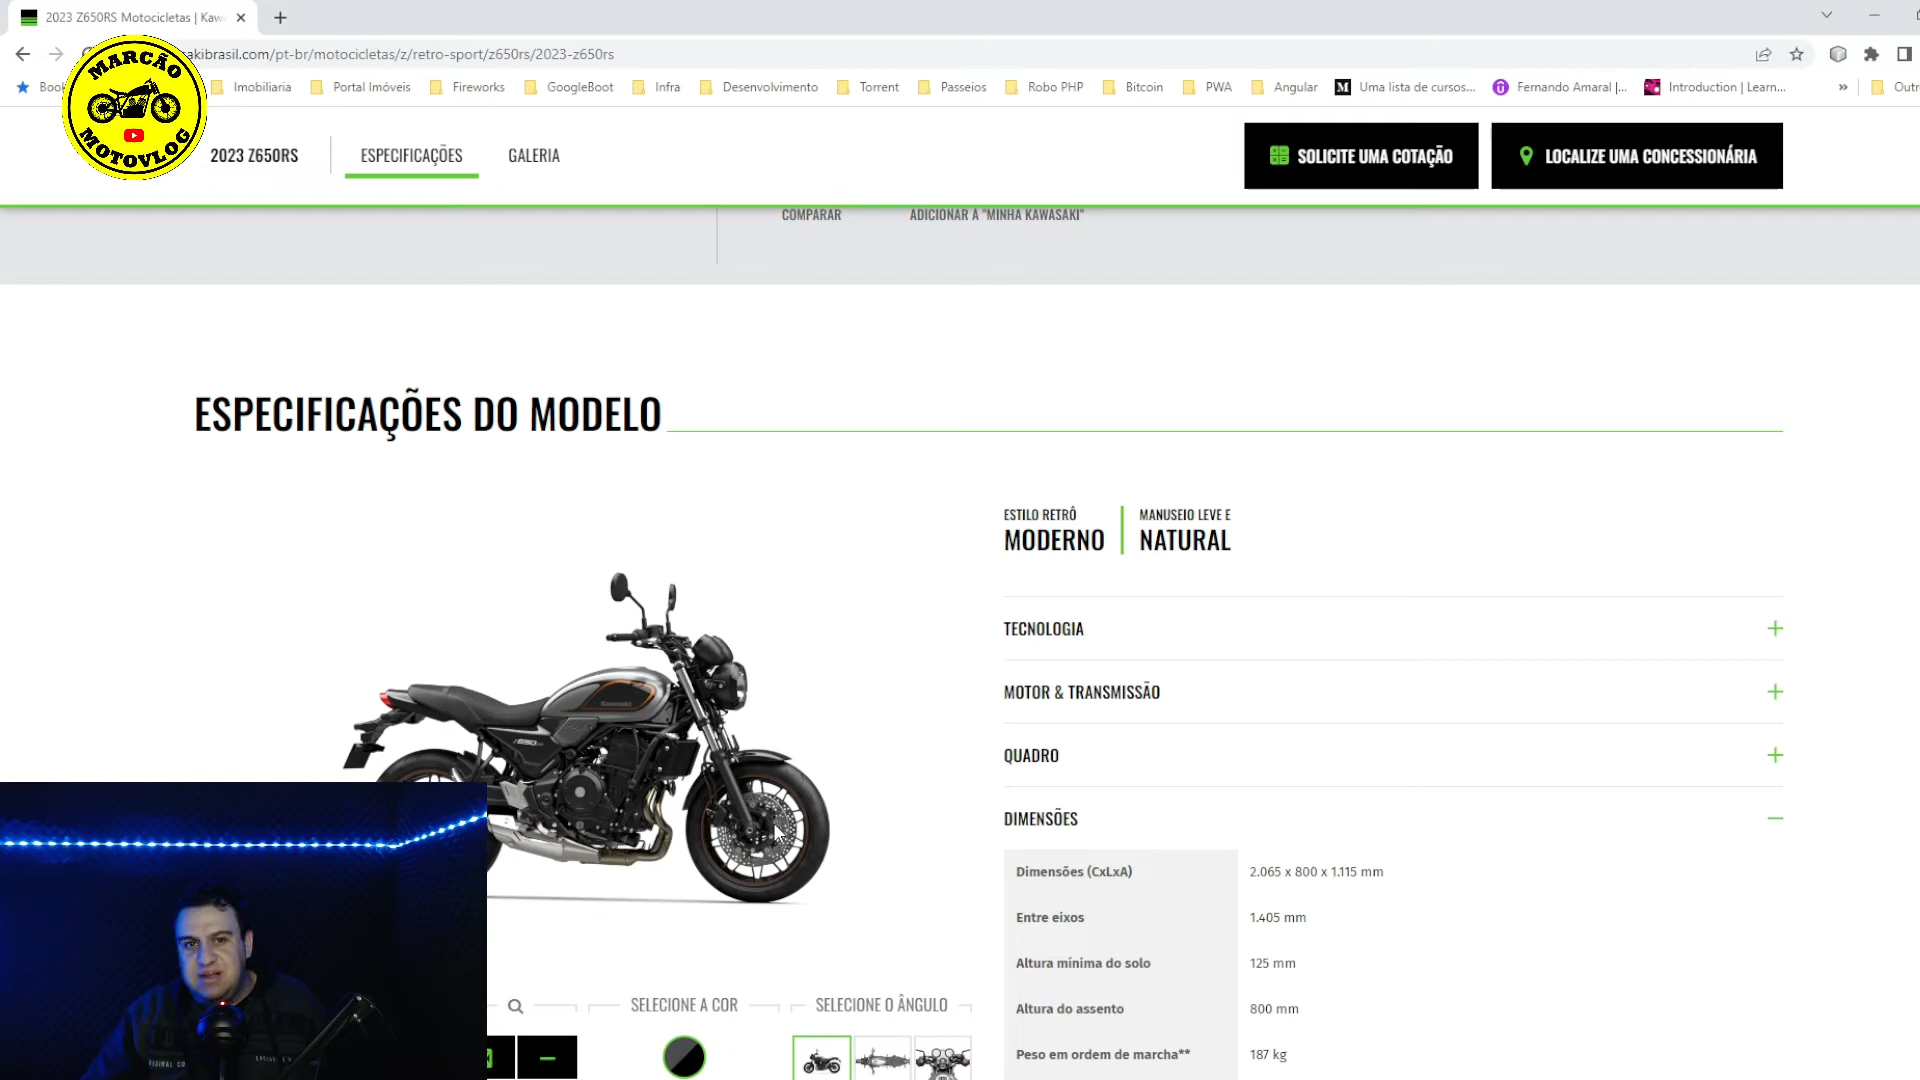 2023 Z650RS Motocicletas | Kaw
akibrasil.com/pt-br/motocicletas/z/retro-sport/z650rs/2023-z650rs
Imobiliaria
Portal Imóveis
Fireworks
GoogleBoot
Infra
Desenvolvimento
Torrent
Passeios
Robo PHP
Bitcoin
PWA
Angular
Uma lista de cursos...
Fernando Amaral |...
Introduction | Learn...
MARCÃO
MOTOVLOG
2023 Z650RS
ESPECIFICAÇÕES
GALERIA
SOLICITE UMA COTAÇÃO
LOCALIZE UMA CONCESSIONÁRIA
COMPARAR
ADICIONAR À "MINHA KAWASAKI"
ESPECIFICAÇÕES DO MODELO
ESTILO RETRÔ
MODERNO
MANUSEIO LEVE E
NATURAL
TECNOLOGIA
MOTOR & TRANSMISSÃO
QUADRO
DIMENSÕES
Dimensões (CxLxA) 2.065 x 800 x 1.115 mm
Entre eixos 1.405 mm
Altura mínima do solo 125 mm
Altura do assento 800 mm
Peso em ordem de marcha** 187 kg
SELECIONE A COR
SELECIONE O ÂNGULO